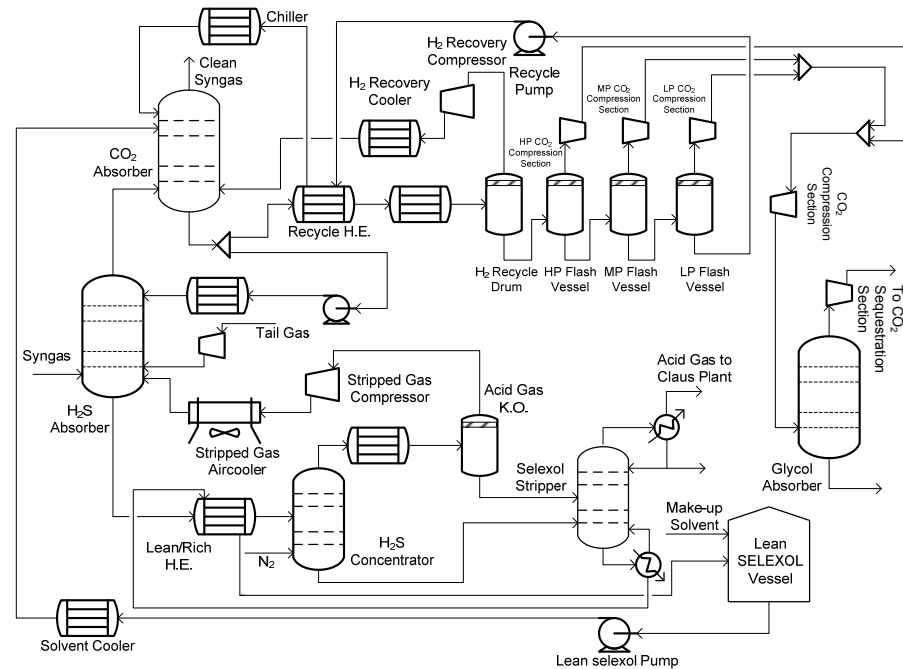 Chiller
Clean
Syngas
H₂ Recovery
Compressor
Recycle
Pump
H₂ Recovery
Cooler
MP CO₂
Compression
Section
LP CO₂
Compression
Section
HP CO₂
Compression
Section
CO₂
Absorber
CO₂
Compression
Section
Recycle H.E.
H₂ Recycle
Drum
HP Flash
Vessel
MP Flash
Vessel
LP Flash
Vessel
To CO₂
Sequestration
Section
Tail Gas
Syngas
H₂S
Absorber
Stripped Gas
Compressor
Acid Gas
K.O.
Acid Gas to
Claus Plant
Stripped Gas
Aircooler
Selexol
Stripper
Glycol
Absorber
Make-up
Solvent
Lean/Rich
H.E.
N₂
H₂S
Concentrator
Lean
SELEXOL
Vessel
Solvent Cooler
Lean selexol Pump